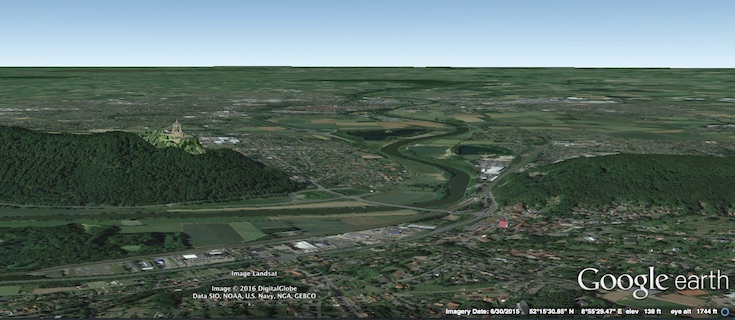 Image Landsat
Image © 2016 DigitalGlobe
Data SIO, NOAA, U.S. Navy, NGA, GEBCO
Google earth
Imagery Date: 6/30/2015 52°15'30.85" N 8°55'29.47" E elev 138 ft eye alt 1744 ft